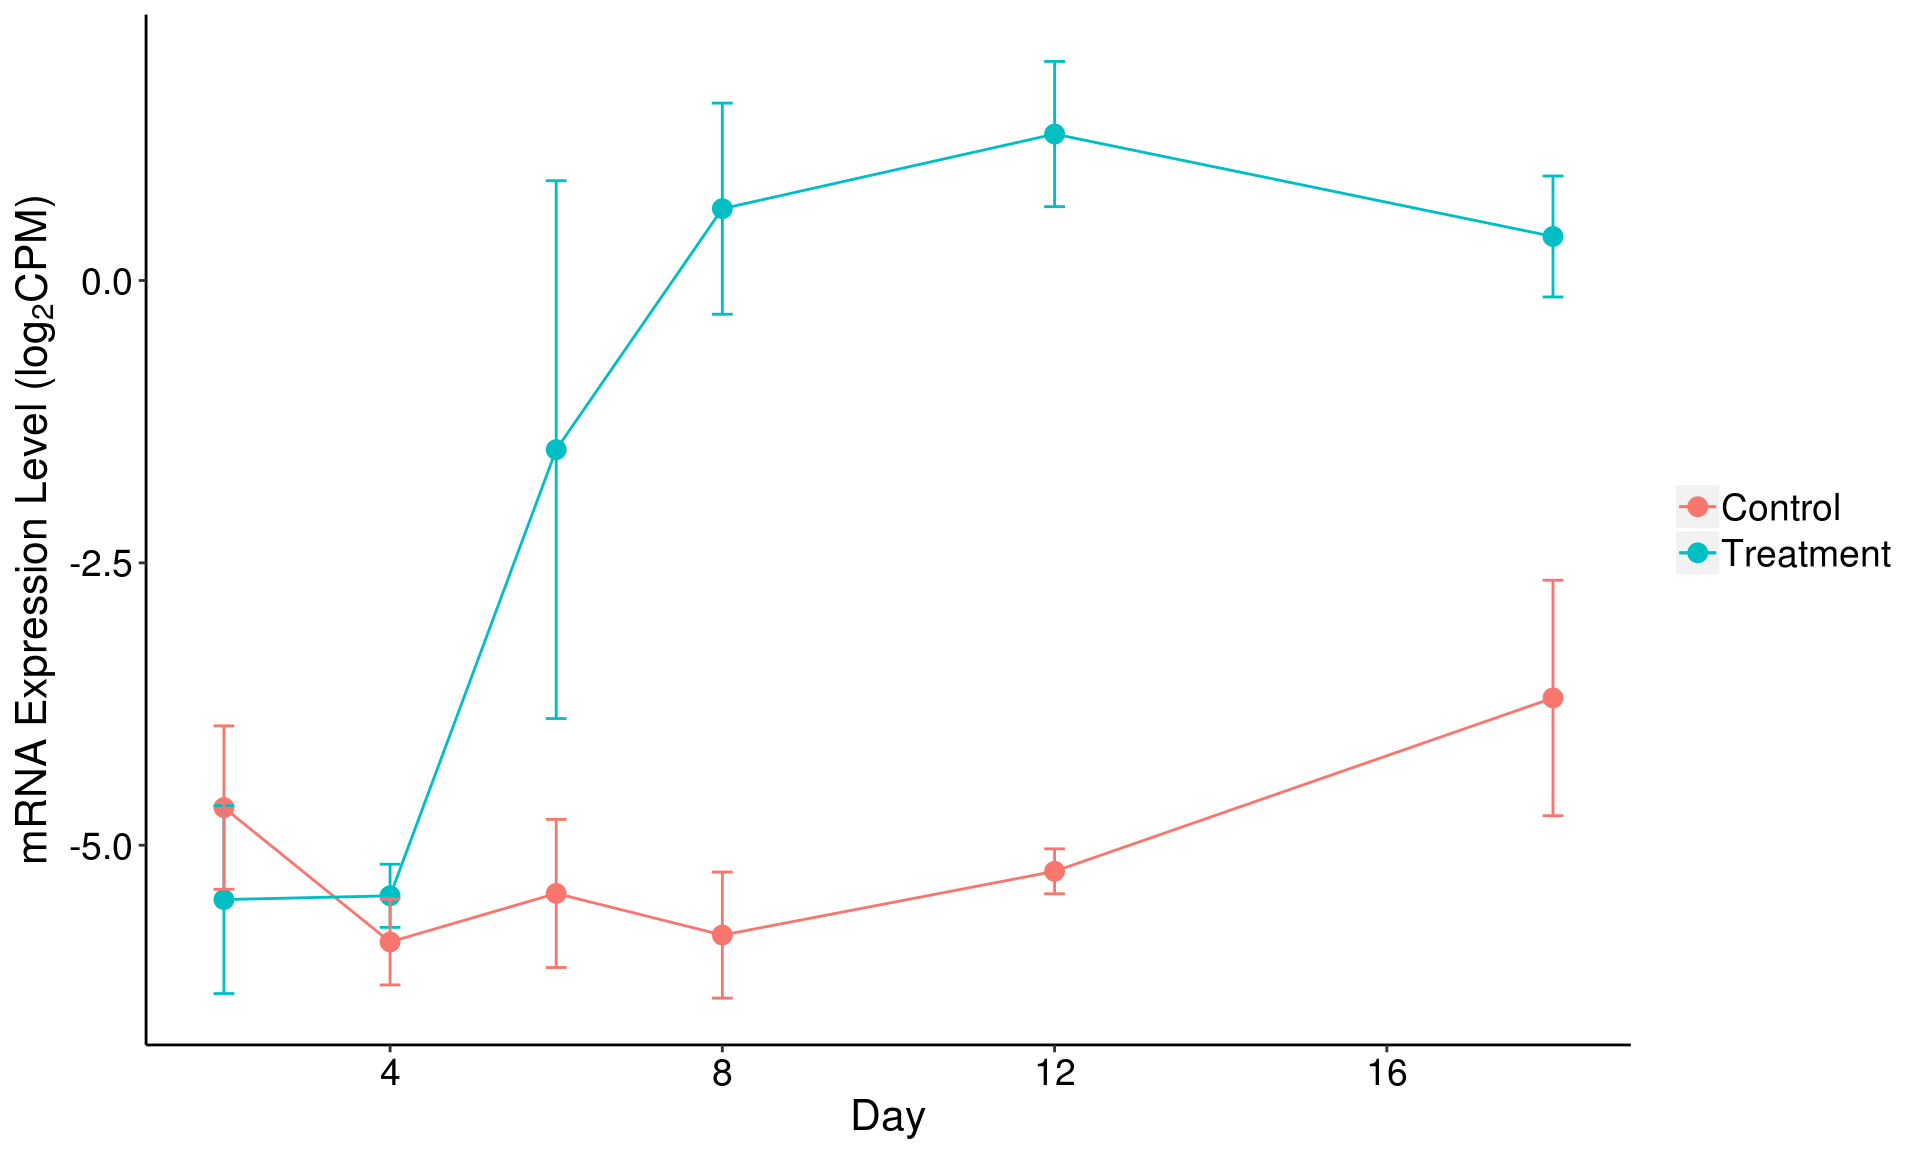 mRNA Expression Level (log₂CPM)
0.0
-2.5
-5.0
4
8
12
16
Day
Control
Treatment